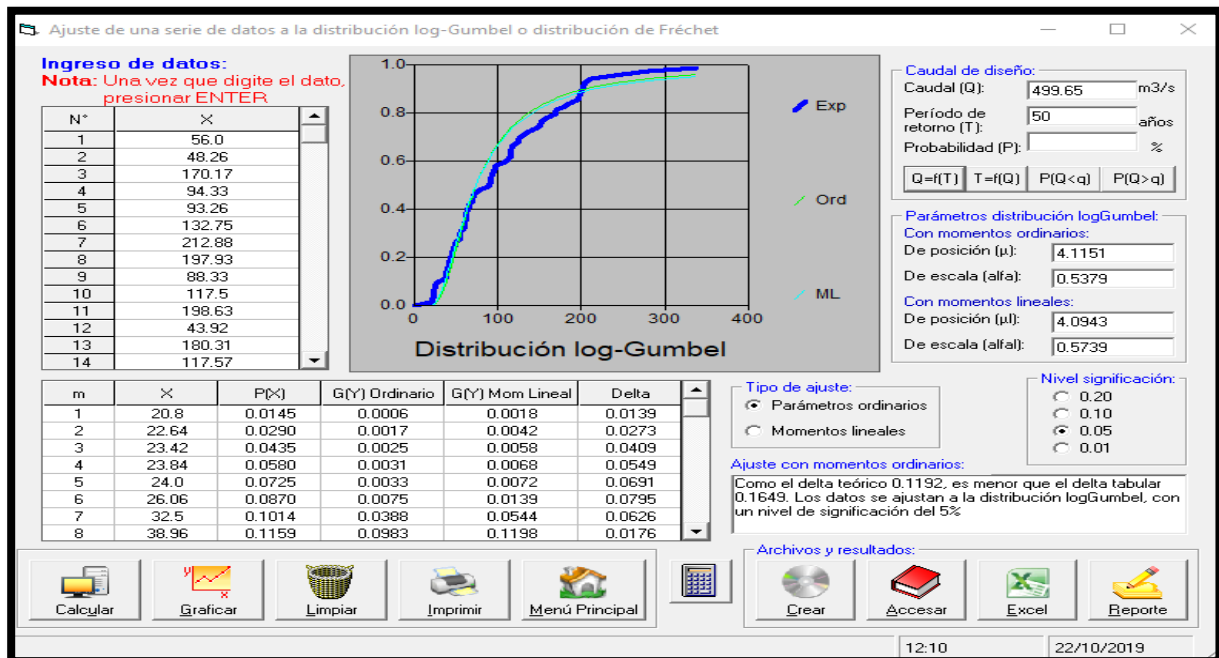 Ajuste de una serie de datos a la distribución log-Gumbel o distribución de Fréchet
Ingreso de datos:
Nota: Una vez que digite el dato,
presionar ENTER
N° X
1 56.0
2 48.26
3 170.17
4 94.33
5 93.26
6 132.75
7 212.88
8 197.93
9 88.33
10 117.5
11 198.63
12 43.92
13 180.31
14 117.57
1.0
0.8
0.6
0.4
0.2
0.0
0 100 200 300 400
Distribución log-Gumbel
Exp
Ord
ML
Caudal de diseño:
Caudal (Q): 499.65 m3/s
Período de
retorno (T): 50 años
Probabilidad (P): %
Q=f(T) T=f(Q) P(Q<q) P(Q>q)
Parámetros distribución logGumbel:
Con momentos ordinarios:
De posición (µ): 4.1151
De escala (alfa): 0.5379
Con momentos lineales:
De posición (µl): 4.0943
De escala (alfal): 0.5739
m X P(X) G(Y) Ordinario G(Y) Mom Lineal Delta
1 20.8 0.0145 0.0006 0.0018 0.0139
2 22.64 0.0290 0.0017 0.0042 0.0273
3 23.42 0.0435 0.0025 0.0058 0.0409
4 23.84 0.0580 0.0031 0.0068 0.0549
5 24.0 0.0725 0.0033 0.0072 0.0691
6 26.06 0.0870 0.0075 0.0139 0.0795
7 32.5 0.1014 0.0388 0.0544 0.0626
8 38.96 0.1159 0.0983 0.1198 0.0176
Tipo de ajuste:
Parámetros ordinarios
Momentos lineales
Nivel significación:
0.20
0.10
0.05
0.01
Ajuste con momentos ordinarios:
Como el delta teórico 0.1192, es menor que el delta tabular
0.1649. Los datos se ajustan a la distribución logGumbel, con
un nivel de significación del 5%
Calcular
Graficar
Limpiar
Imprimir
Menú Principal
Archivos y resultados:
Crear
Accesar
Excel
Reporte
12:10 22/10/2019